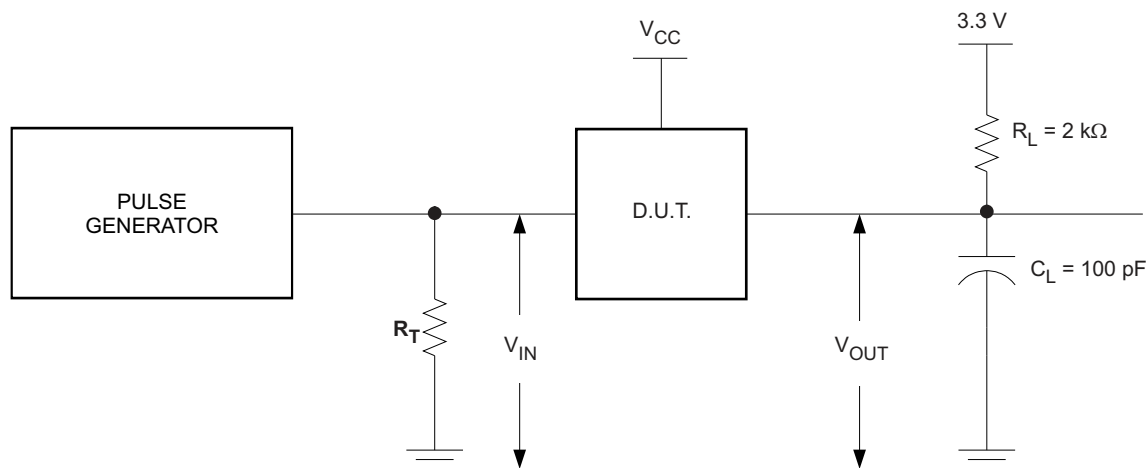 V_CC
3.3 V
R_L = 2 kΩ
PULSE
GENERATOR
D.U.T.
C_L = 100 pF
R_T
V_IN
V_OUT